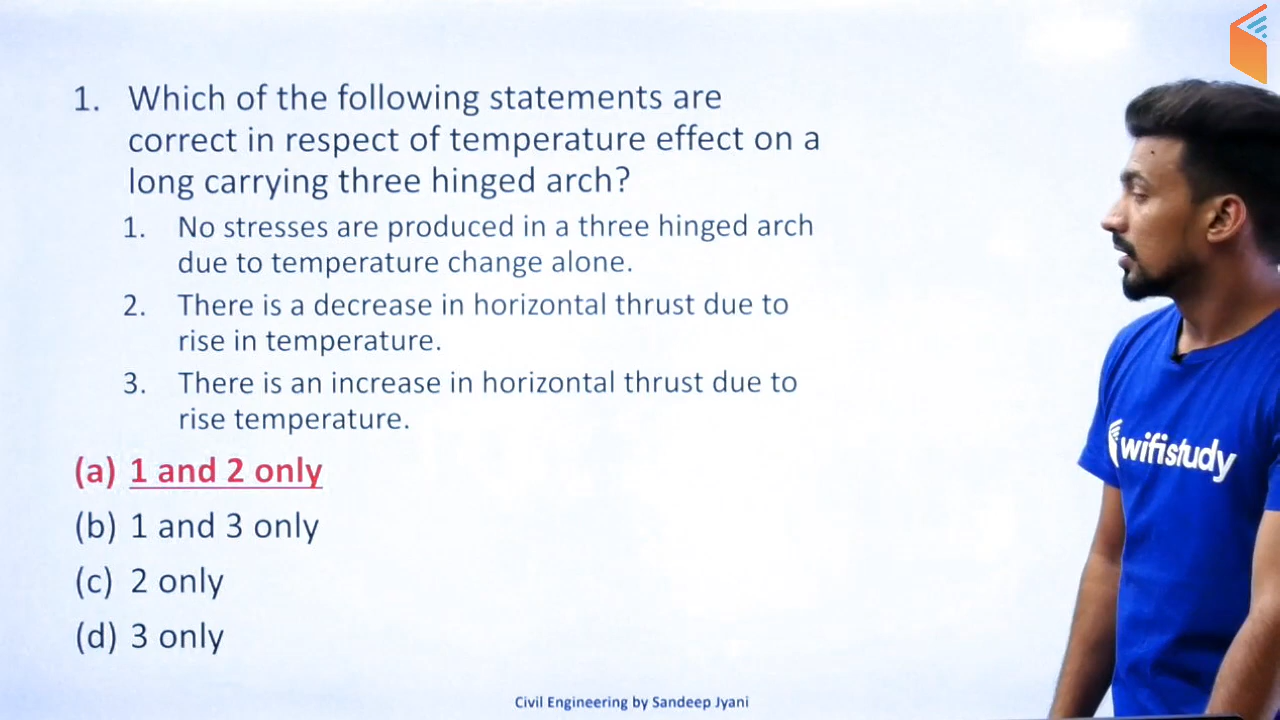 1. Which of the following statements are
correct in respect of temperature effect on a
long carrying three hinged arch?
1. No stresses are produced in a three hinged arch
due to temperature change alone.
2. There is a decrease in horizontal thrust due to
rise in temperature.
3. There is an increase in horizontal thrust due to
rise temperature.
(a) 1 and 2 only
(b) 1 and 3 only
(c) 2 only
(d) 3 only
wifistudy
Civil Engineering by Sandeep Jyani